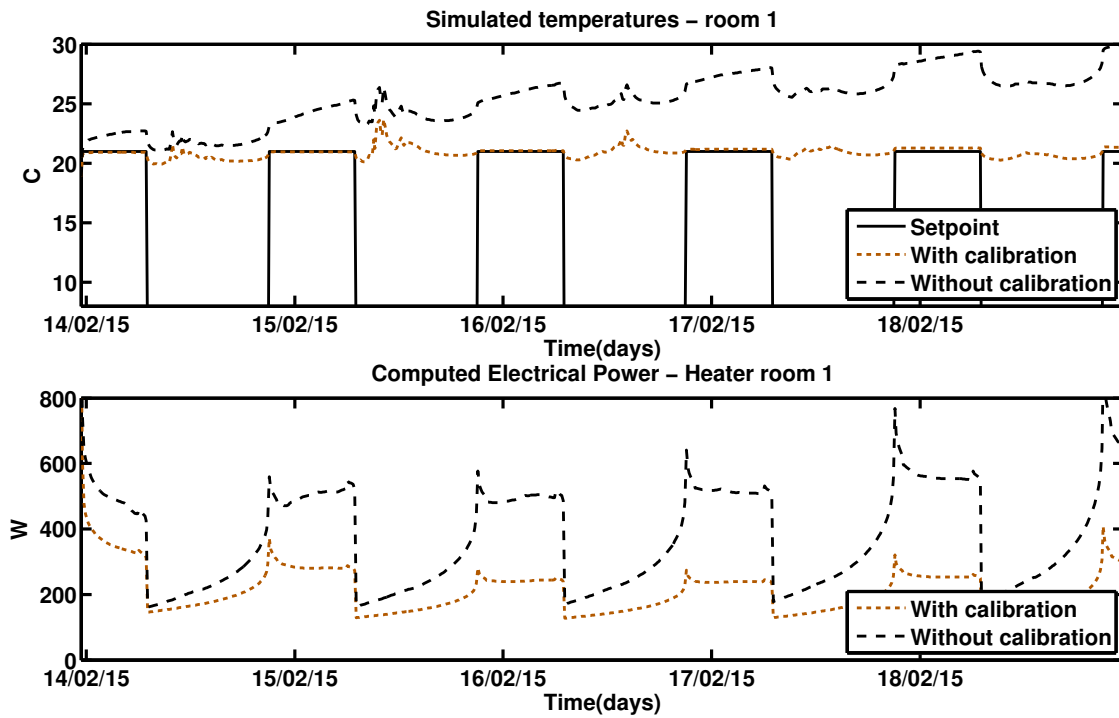 Simulated temperatures – room 1
30
25
20
15
10
C
Setpoint
With calibration
Without calibration
14/02/15 15/02/15 16/02/15 17/02/15 18/02/15
Time(days)
Computed Electrical Power – Heater room 1
800
600
400
200
0
W
With calibration
Without calibration
14/02/15 15/02/15 16/02/15 17/02/15 18/02/15
Time(days)